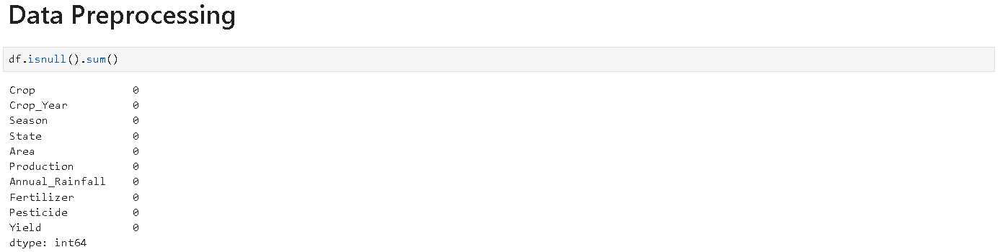 Data Preprocessing
df.isnull().sum()
Crop 0
Crop_Year 0
Season 0
State 0
Area 0
Production 0
Annual_Rainfall 0
Fertilizer 0
Pesticide 0
Yield 0
dtype: int64